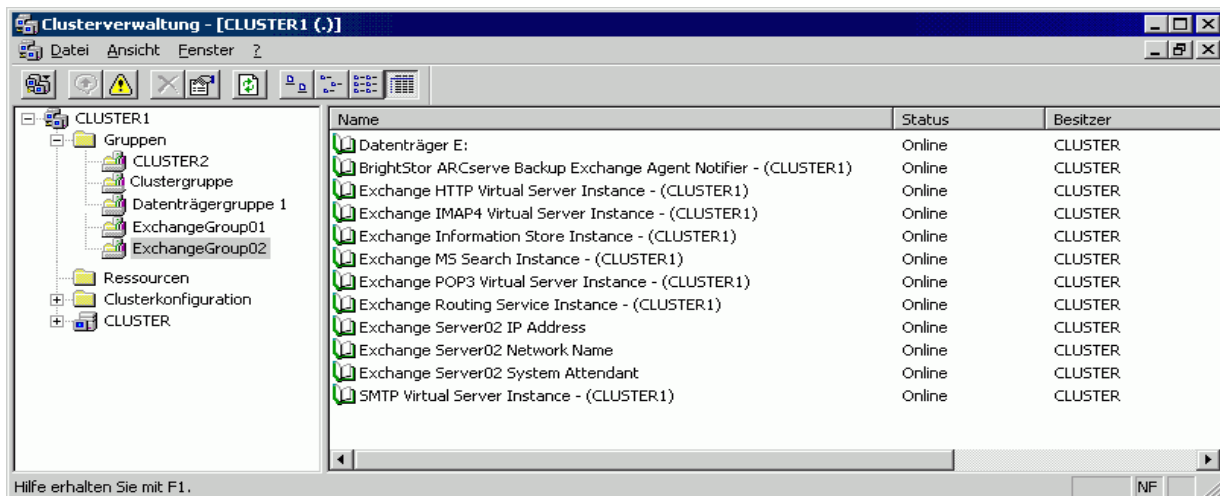 Clusterverwaltung - [CLUSTER1 (.)]
Datei Ansicht Fenster ?
CLUSTER1
Gruppen
CLUSTER2
Clustergruppe
Datenträgergruppe 1
ExchangeGroup01
ExchangeGroup02
Ressourcen
Clusterkonfiguration
CLUSTER
Name Status Besitzer
Datenträger E: Online CLUSTER
BrightStor ARCserve Backup Exchange Agent Notifier - (CLUSTER1) Online CLUSTER
Exchange HTTP Virtual Server Instance - (CLUSTER1) Online CLUSTER
Exchange IMAP4 Virtual Server Instance - (CLUSTER1) Online CLUSTER
Exchange Information Store Instance - (CLUSTER1) Online CLUSTER
Exchange MS Search Instance - (CLUSTER1) Online CLUSTER
Exchange POP3 Virtual Server Instance - (CLUSTER1) Online CLUSTER
Exchange Routing Service Instance - (CLUSTER1) Online CLUSTER
Exchange Server02 IP Address Online CLUSTER
Exchange Server02 Network Name Online CLUSTER
Exchange Server02 System Attendant Online CLUSTER
SMTP Virtual Server Instance - (CLUSTER1) Online CLUSTER
Hilfe erhalten Sie mit F1. NF